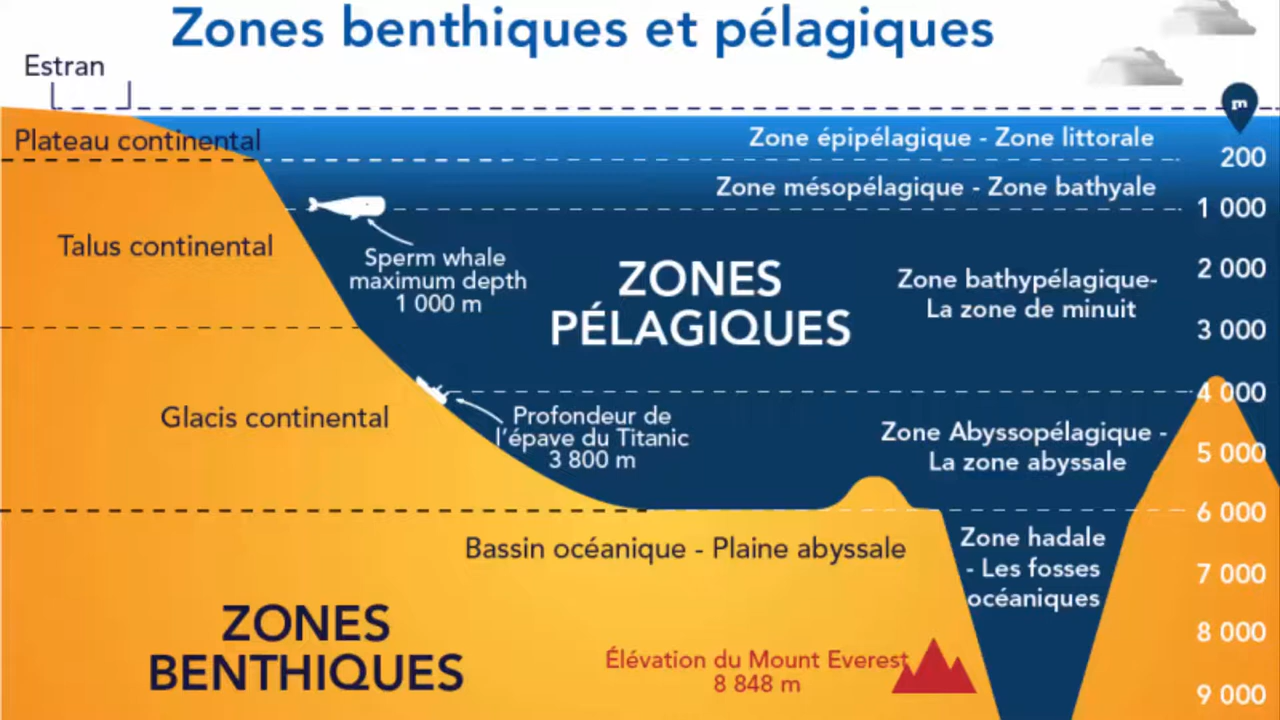 Zones benthiques et pélagiques
Estran
m
Plateau continental
Zone épipélagique - Zone littorale
200
Zone mésopélagique - Zone bathyale
1 000
Talus continental
Sperm whale
maximum depth
1 000 m
ZONES
PÉLAGIQUES
Zone bathypélagique-
La zone de minuit
2 000
3 000
4 000
Glacis continental
Profondeur de
l'épave du Titanic
3 800 m
Zone Abyssopélagique -
La zone abyssale
5 000
6 000
Bassin océanique - Plaine abyssale
Zone hadale
- Les fosses
océaniques
7 000
ZONES
BENTHIQUES
8 000
Élévation du Mount Everest
8 848 m
9 000